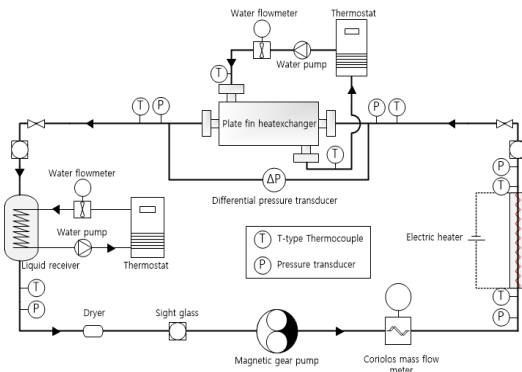 Water flowmeter
Thermostat
Water pump
T
T
P
Plate fin heatexchanger
P
T
T
ΔP
Differential pressure transducer
Water flowmeter
Water pump
Liquid receiver
Thermostat
T T-type Thermocouple
P Pressure transducer
Electric heater
P
T
T
P
T
P
Dryer
Sight glass
Magnetic gear pump
Coriolos mass flow
meter